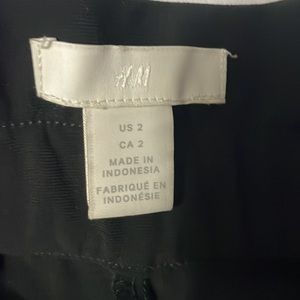 H&M
US 2
CA 2
MADE IN
INDONESIA
FABRIQUÉ EN
INDONÉSIE